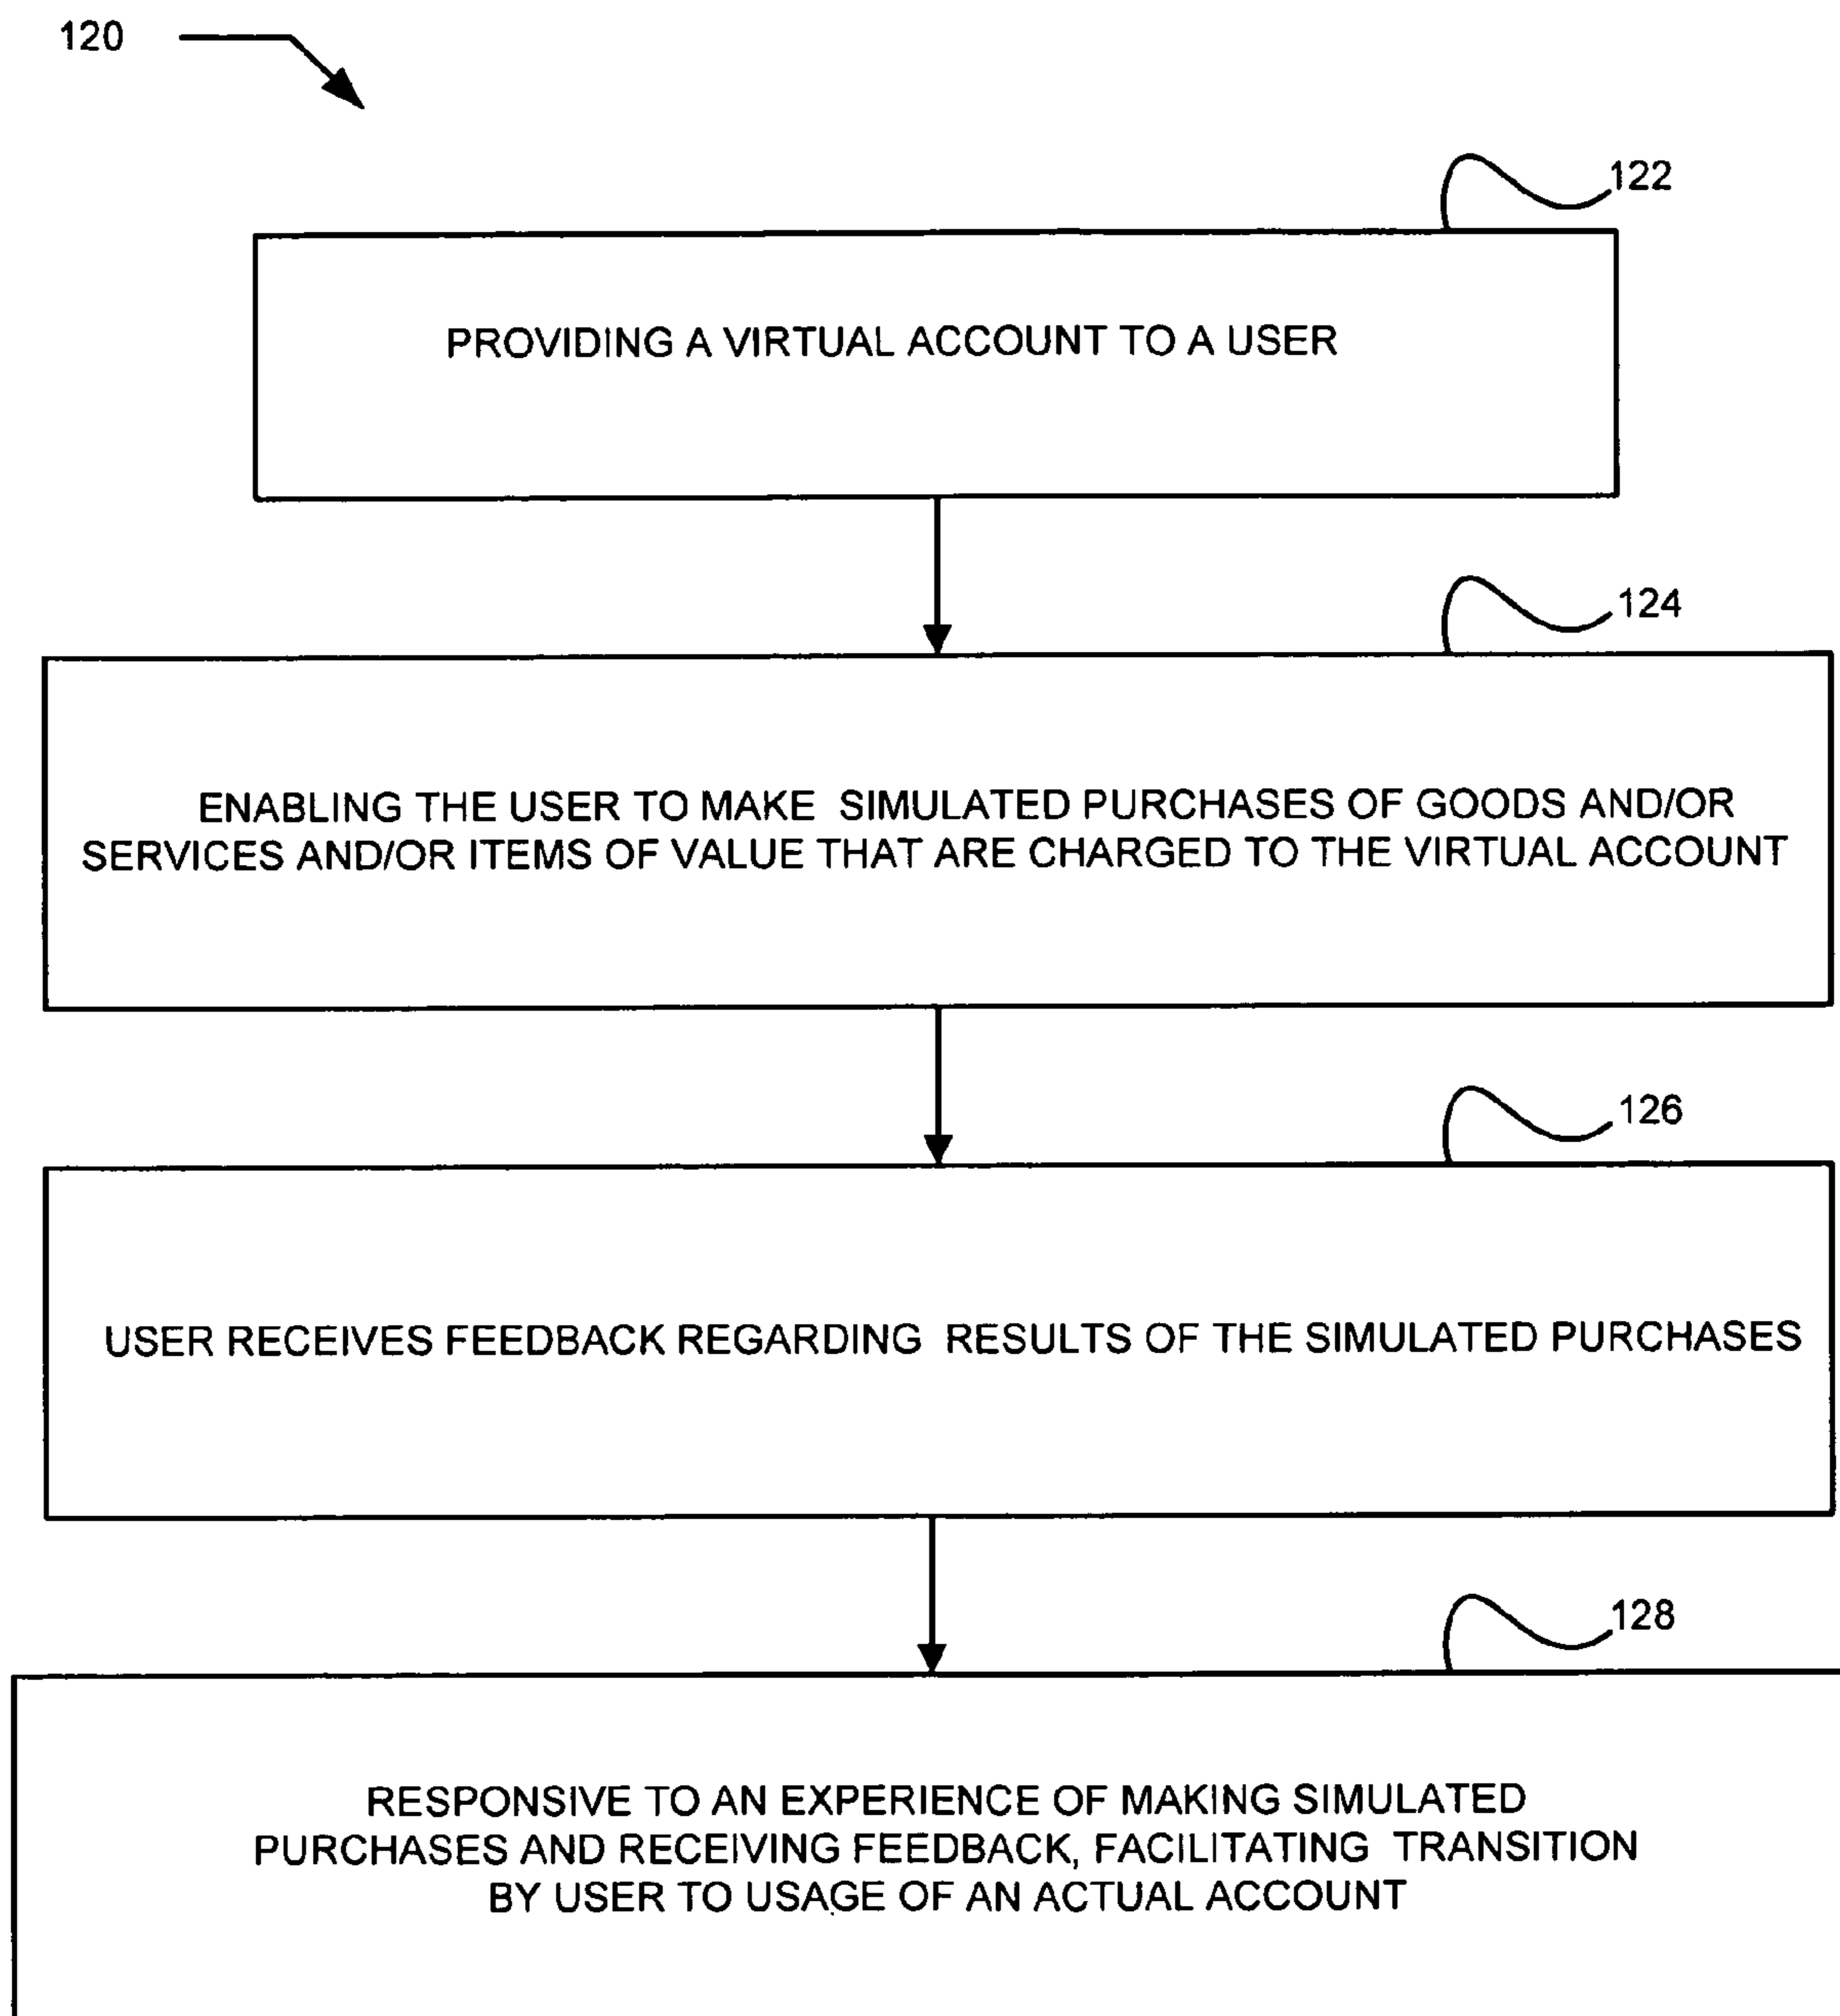 120
122
PROVIDING A VIRTUAL ACCOUNT TO A USER
124
ENABLING THE USER TO MAKE SIMULATED PURCHASES OF GOODS AND/OR
SERVICES AND/OR ITEMS OF VALUE THAT ARE CHARGED TO THE VIRTUAL ACCOUNT
126
USER RECEIVES FEEDBACK REGARDING RESULTS OF THE SIMULATED PURCHASES
128
RESPONSIVE TO AN EXPERIENCE OF MAKING SIMULATED
PURCHASES AND RECEIVING FEEDBACK, FACILITATING TRANSITION
BY USER TO USAGE OF AN ACTUAL ACCOUNT